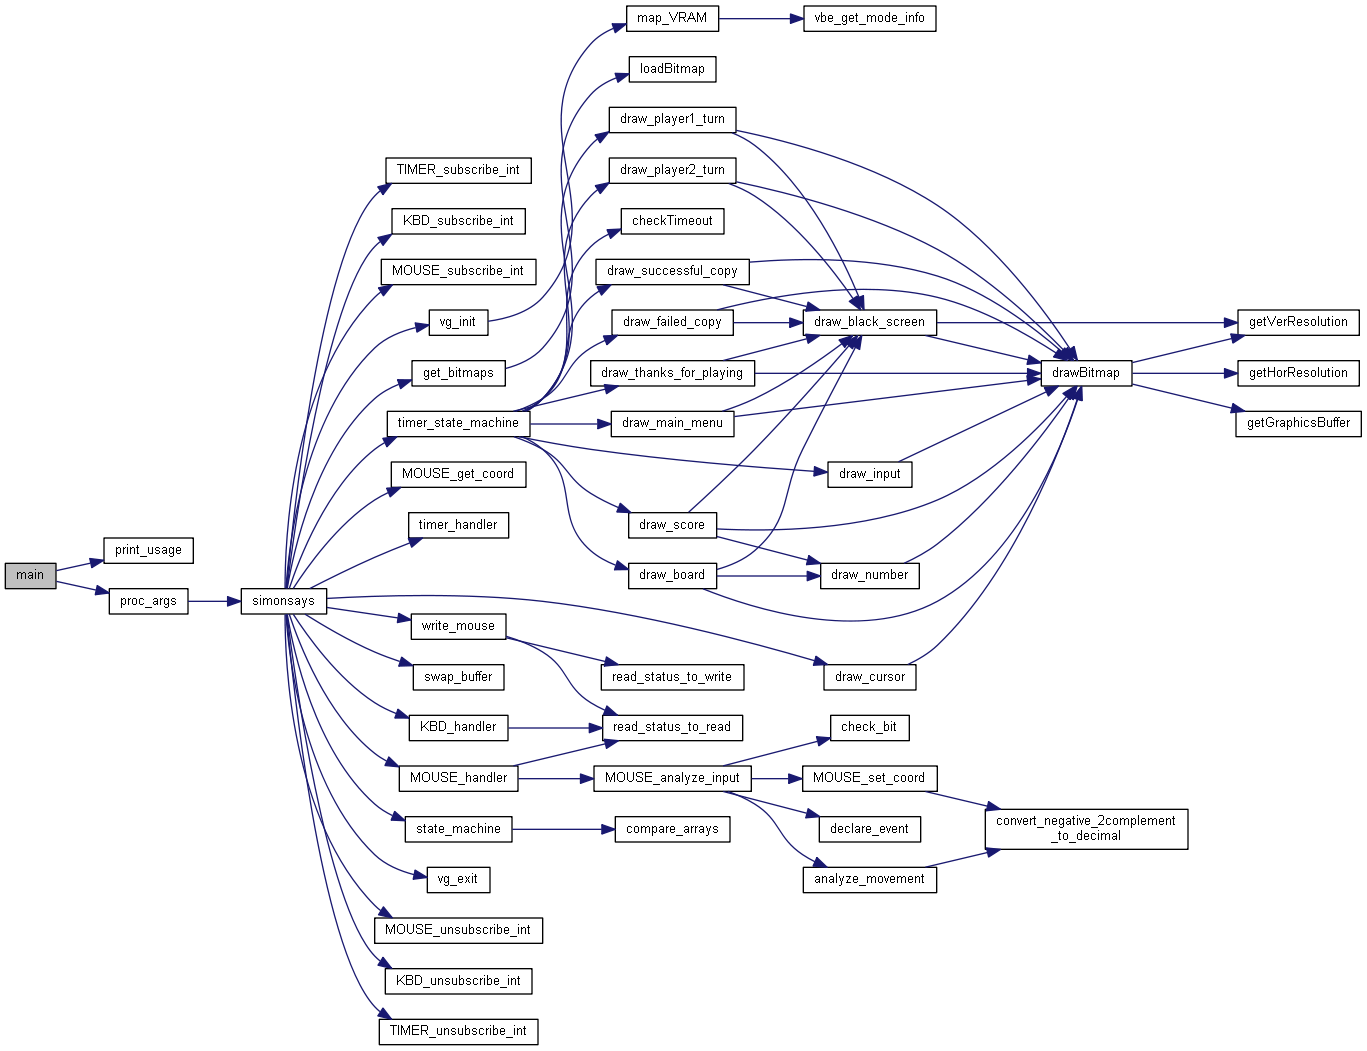 map_VRAM
vbe_get_mode_info
loadBitmap
draw_player1_turn
TIMER_subscribe_int
draw_player2_turn
KBD_subscribe_int
checkTimeout
MOUSE_subscribe_int
draw_successful_copy
vg_init
draw_failed_copy
draw_black_screen
getVerResolution
get_bitmaps
draw_thanks_for_playing
drawBitmap
getHorResolution
timer_state_machine
draw_main_menu
getGraphicsBuffer
MOUSE_get_coord
draw_input
timer_handler
draw_score
print_usage
main
draw_board
draw_number
proc_args
simonsays
write_mouse
swap_buffer
read_status_to_write
draw_cursor
KBD_handler
read_status_to_read
check_bit
MOUSE_handler
MOUSE_analyze_input
MOUSE_set_coord
state_machine
compare_arrays
declare_event
convert_negative_2complement
_to_decimal
vg_exit
analyze_movement
MOUSE_unsubscribe_int
KBD_unsubscribe_int
TIMER_unsubscribe_int